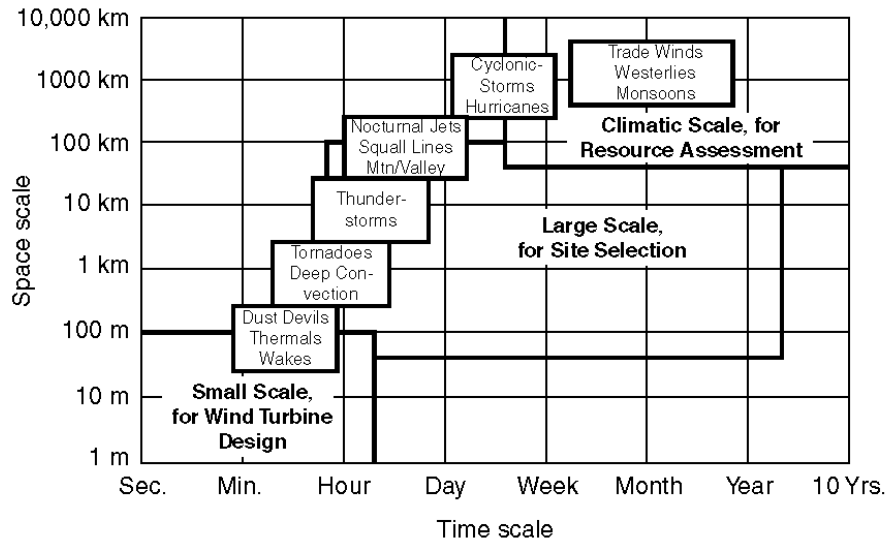 10,000 km
1000 km
100 km
10 km
1 km
100 m
10 m
1 m
Space scale
Cyclonic-
Storms
Hurricanes
Trade Winds
Westerlies
Monsoons
Nocturnal Jets
Squall Lines
Mtn/Valley
Climatic Scale, for
Resource Assessment
Thunder-
storms
Large Scale,
for Site Selection
Tornadoes
Deep Con-
vection
Dust Devils
Thermals
Wakes
Small Scale,
for Wind Turbine
Design
Sec.
Min.
Hour
Day
Week
Month
Year
10 Yrs.
Time scale